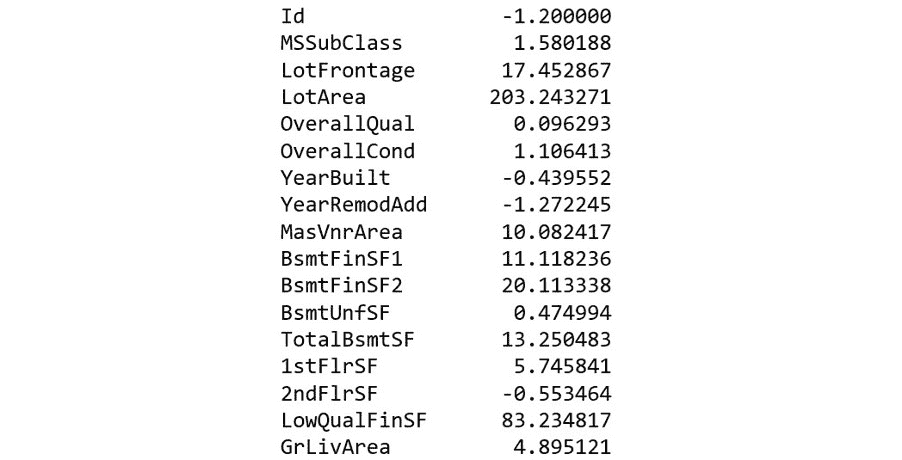 Id -1.200000
MSSubClass 1.580188
LotFrontage 17.452867
LotArea 203.243271
OverallQual 0.096293
OverallCond 1.106413
YearBuilt -0.439552
YearRemodAdd -1.272245
MasVnrArea 10.082417
BsmtFinSF1 11.118236
BsmtFinSF2 20.113338
BsmtUnfSF 0.474994
TotalBsmtSF 13.250483
1stFlrSF 5.745841
2ndFlrSF -0.553464
LowQualFinSF 83.234817
GrLivArea 4.895121